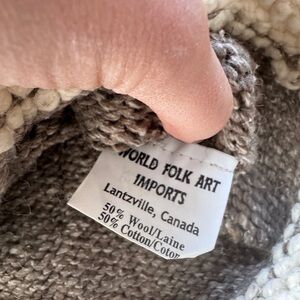 WORLD FOLK ART
IMPORTS
Lantzville, Canada
50% Wool/Laine
50% Cotton/Coton